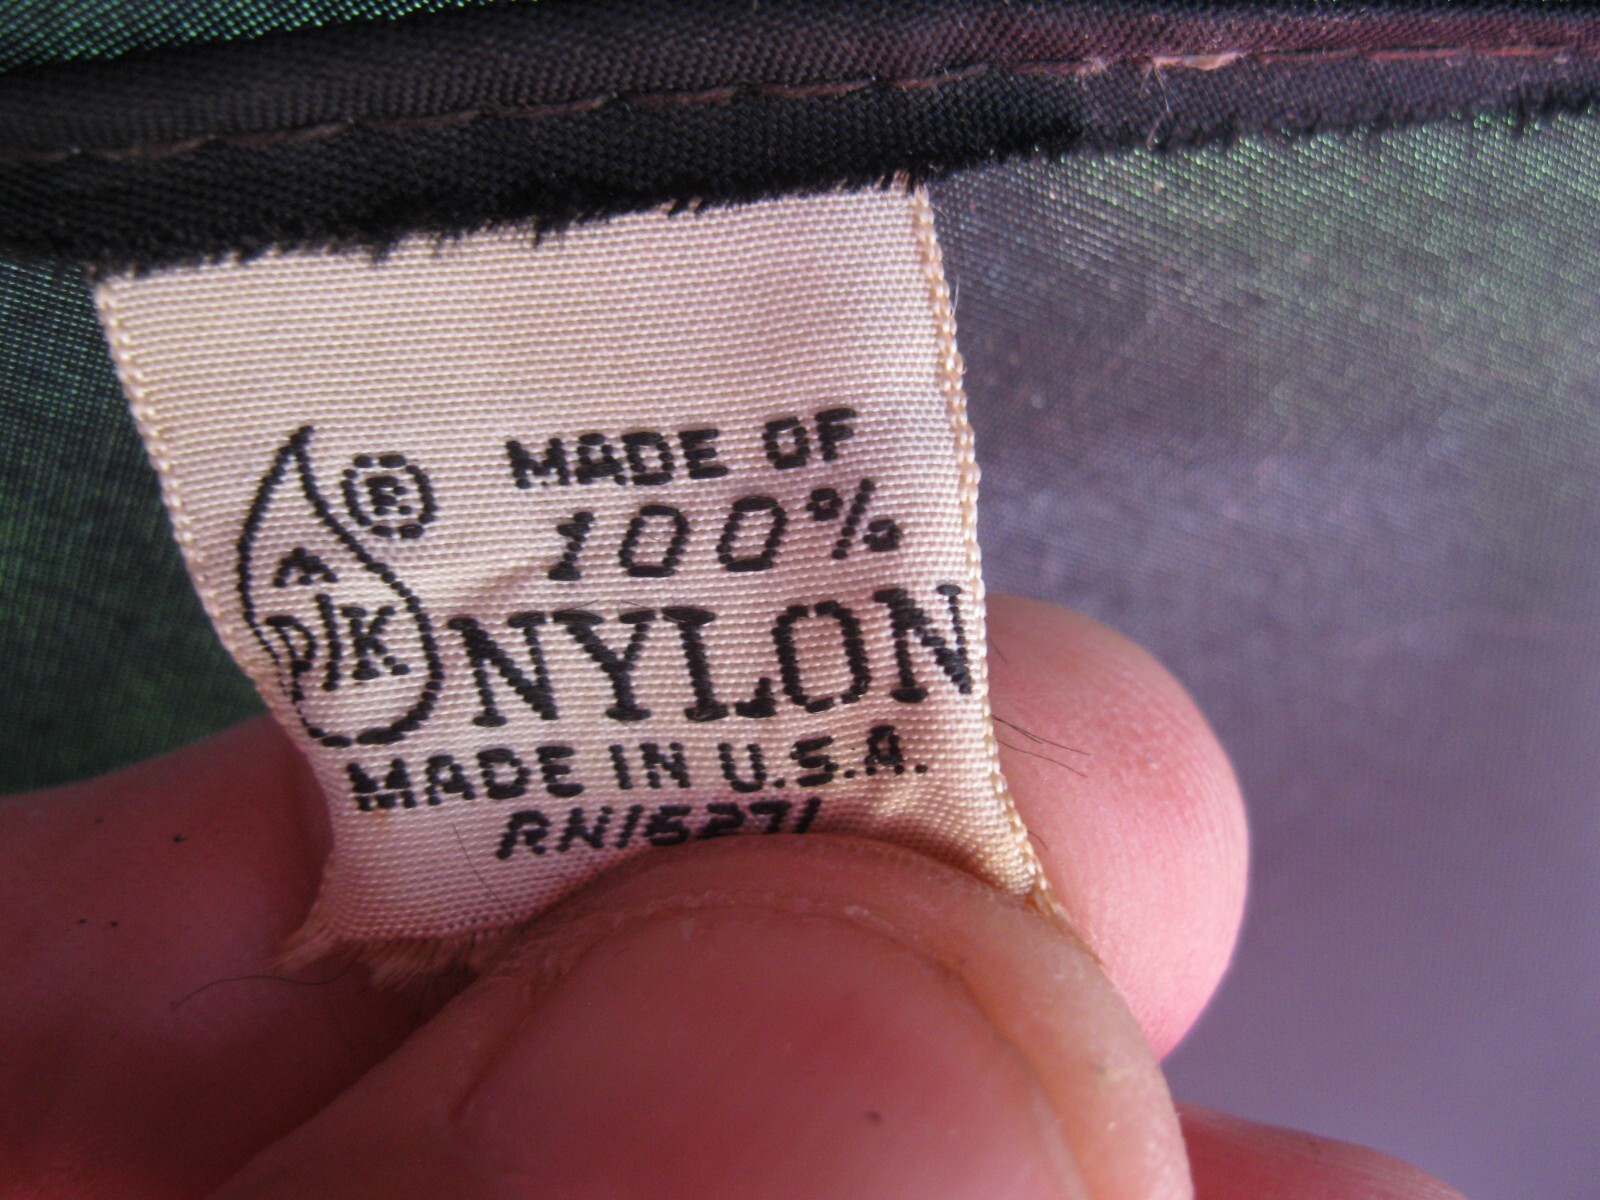 MADE OF
100%
NYLON
MADE IN U.S.A.
RN15271
®
P/K